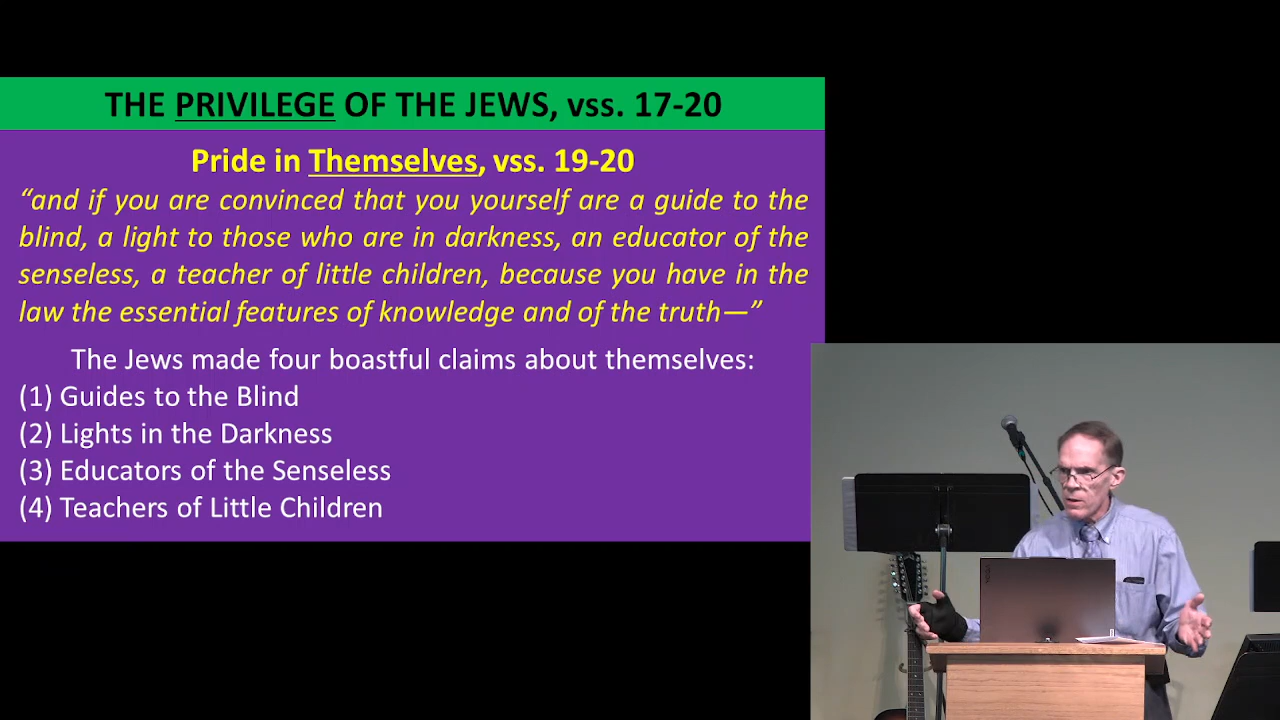 THE PRIVILEGE OF THE JEWS, vss. 17-20
Pride in Themselves, vss. 19-20
“and if you are convinced that you yourself are a guide to the
blind, a light to those who are in darkness, an educator of the
senseless, a teacher of little children, because you have in the
law the essential features of knowledge and of the truth—”
The Jews made four boastful claims about themselves:
(1) Guides to the Blind
(2) Lights in the Darkness
(3) Educators of the Senseless
(4) Teachers of Little Children